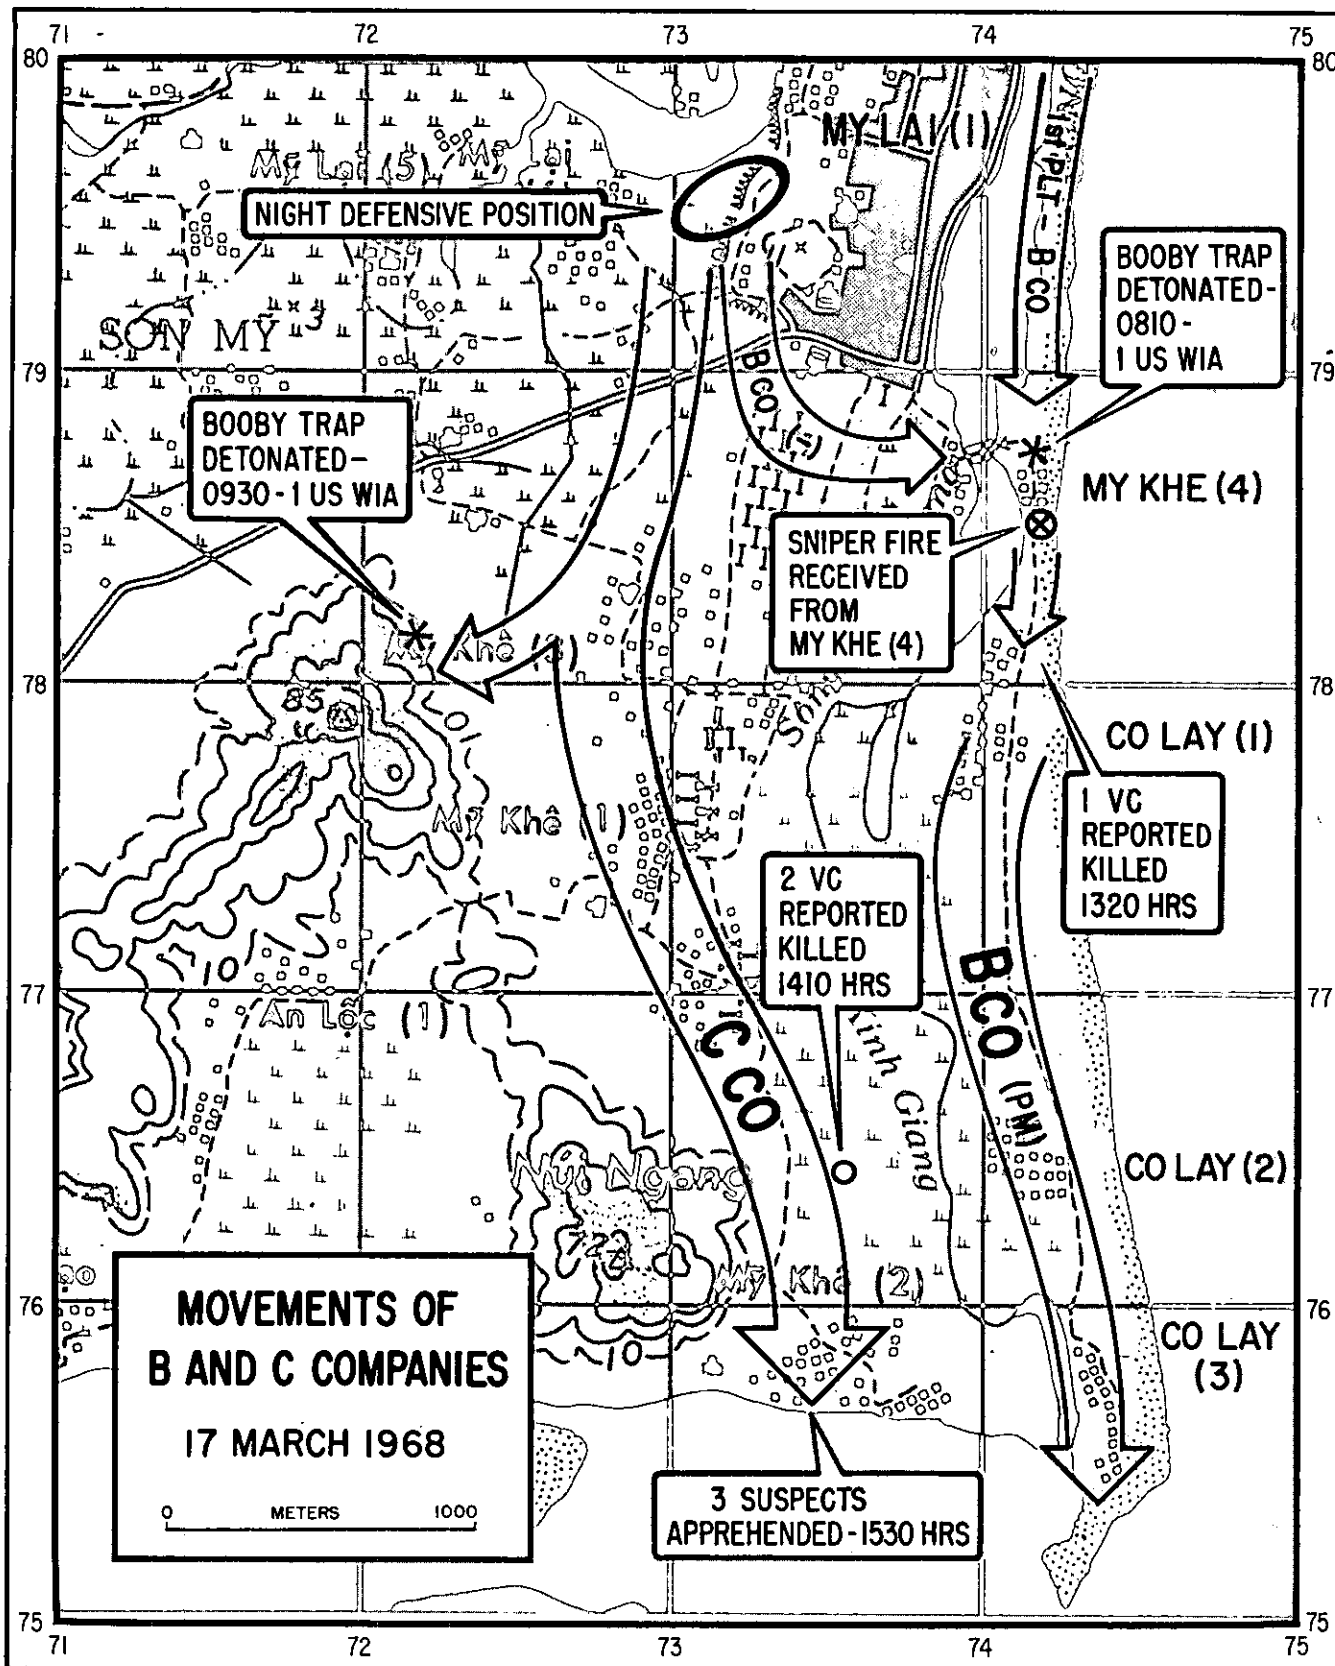 71
72
73
74
75
80
80
MY LAI (1)
1st PLT - B CO
Mỹ Lai (5)
Mỹ Lai
NIGHT DEFENSIVE POSITION
BOOBY TRAP
DETONATED-
0810-
1 US WIA
SƠN MỸ
3
79
79
B CO
BOOBY TRAP
DETONATED-
0930-1 US WIA
MY KHE (4)
SNIPER FIRE
RECEIVED
FROM
MY KHE (4)
Mỹ Khê (3)
78
78
85
10
Sông
CO LAY (1)
1 VC
REPORTED
KILLED
1320 HRS
Mỹ Khê (1)
2 VC
REPORTED
KILLED
1410 HRS
10
77
77
An Lộc (1)
C CO
B CO (PM)
Kinh Giang
CO LAY (2)
Mũi Ngang
Mỹ Khê (2)
76
76
10
CO LAY
(3)
MOVEMENTS OF
B AND C COMPANIES
17 MARCH 1968
0 METERS 1000
3 SUSPECTS
APPREHENDED-1530 HRS
75
75
71
72
73
74
75